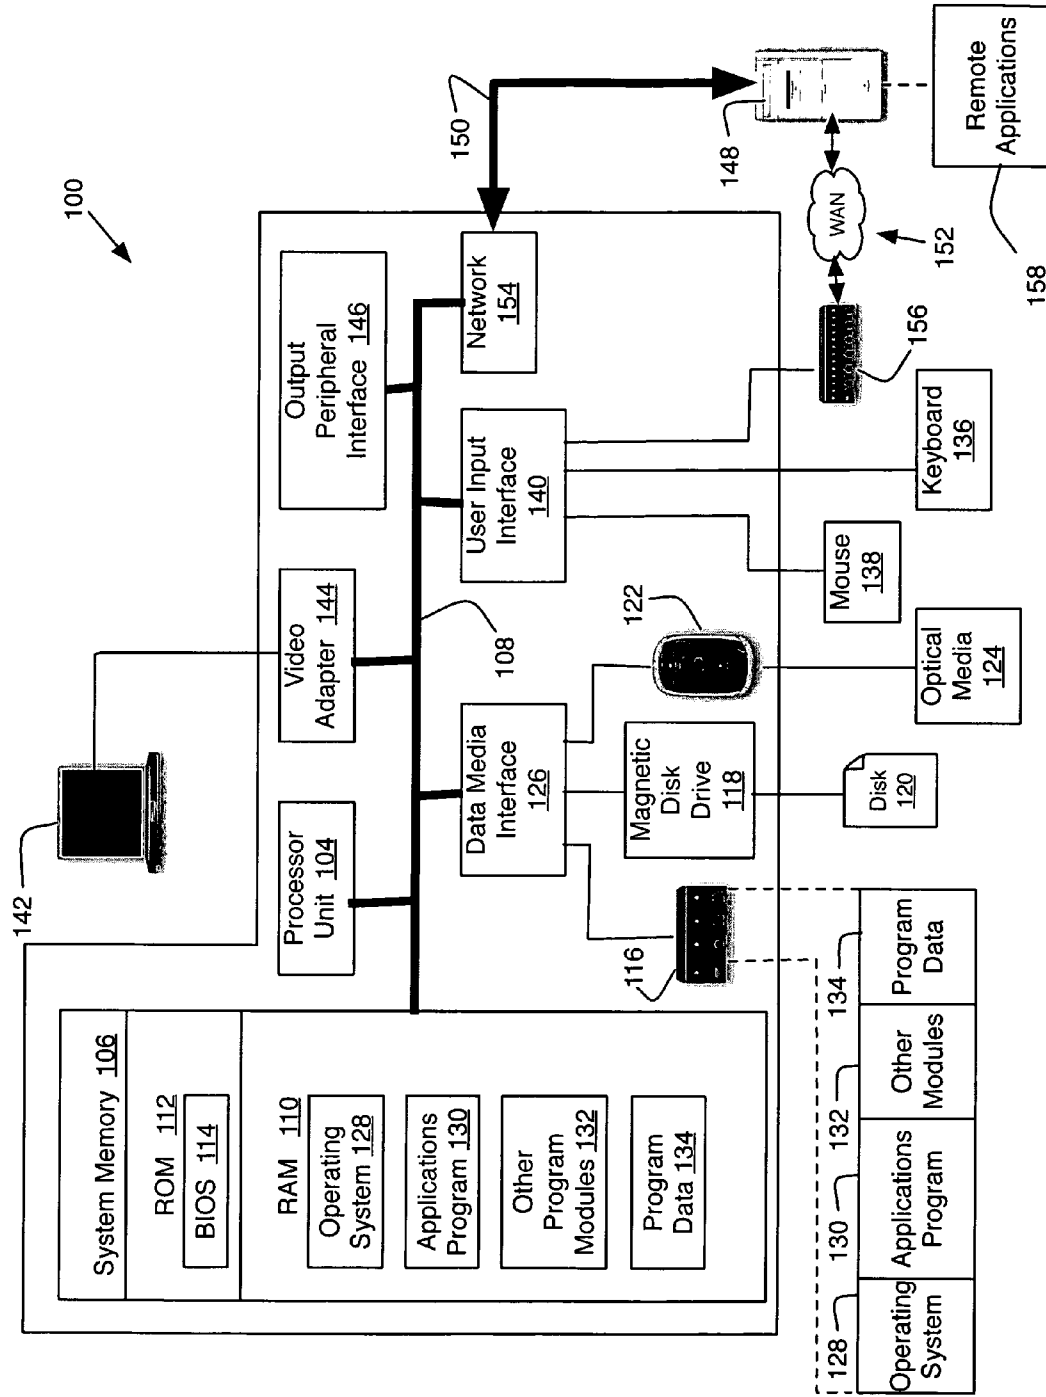 100
142
System Memory 106
ROM 112
BIOS 114
RAM 110
Operating
System 128
Applications
Program 130
Other
Program
Modules 132
Program
Data 134
Processor
Unit 104
Video
Adapter 144
Output
Peripheral
Interface 146
108
Data Media
Interface
126
User Input
Interface
140
Network
154
150
116
Magnetic
Disk
Drive
118
122
148
WAN
152
156
Disk
120
Optical
Media
124
Mouse
138
Keyboard
136
Remote
Applications
158
128
130
132
134
Operating
System
Applications
Program
Other
Modules
Program
Data